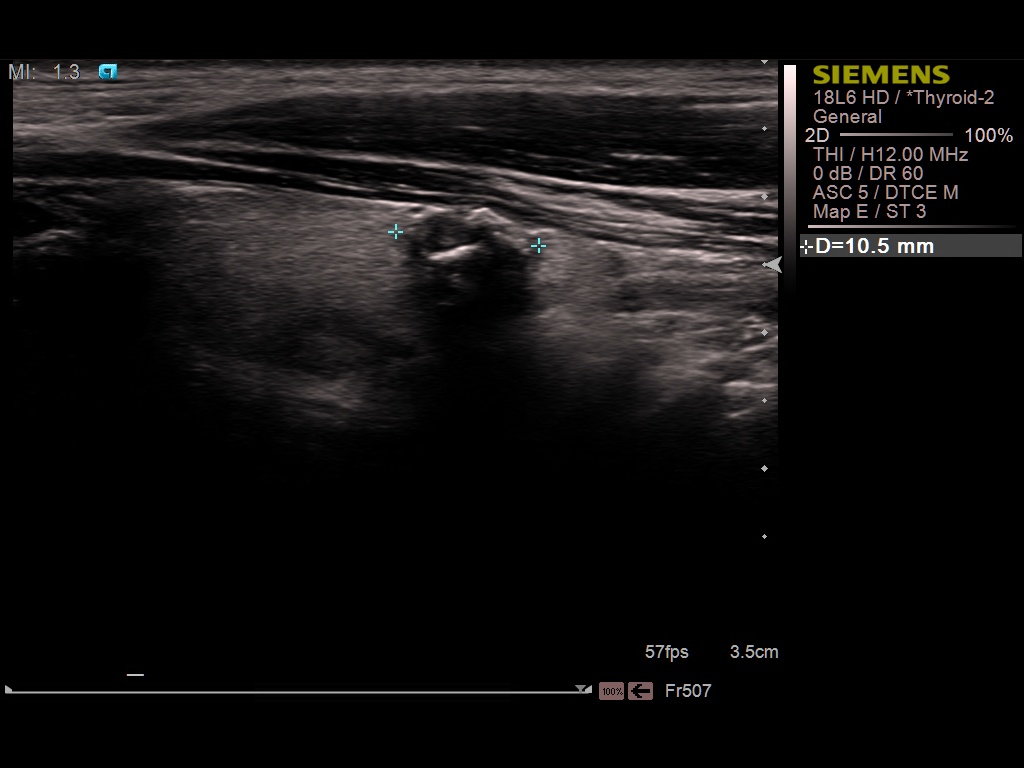 MI: 1.3
SIEMENS
18L6 HD / *Thyroid-2
General
2D 100%
THI / H12.00 MHz
0 dB / DR 60
ASC 5 / DTCE M
Map E / ST 3
D=10.5 mm
57fps 3.5cm
100% Fr507